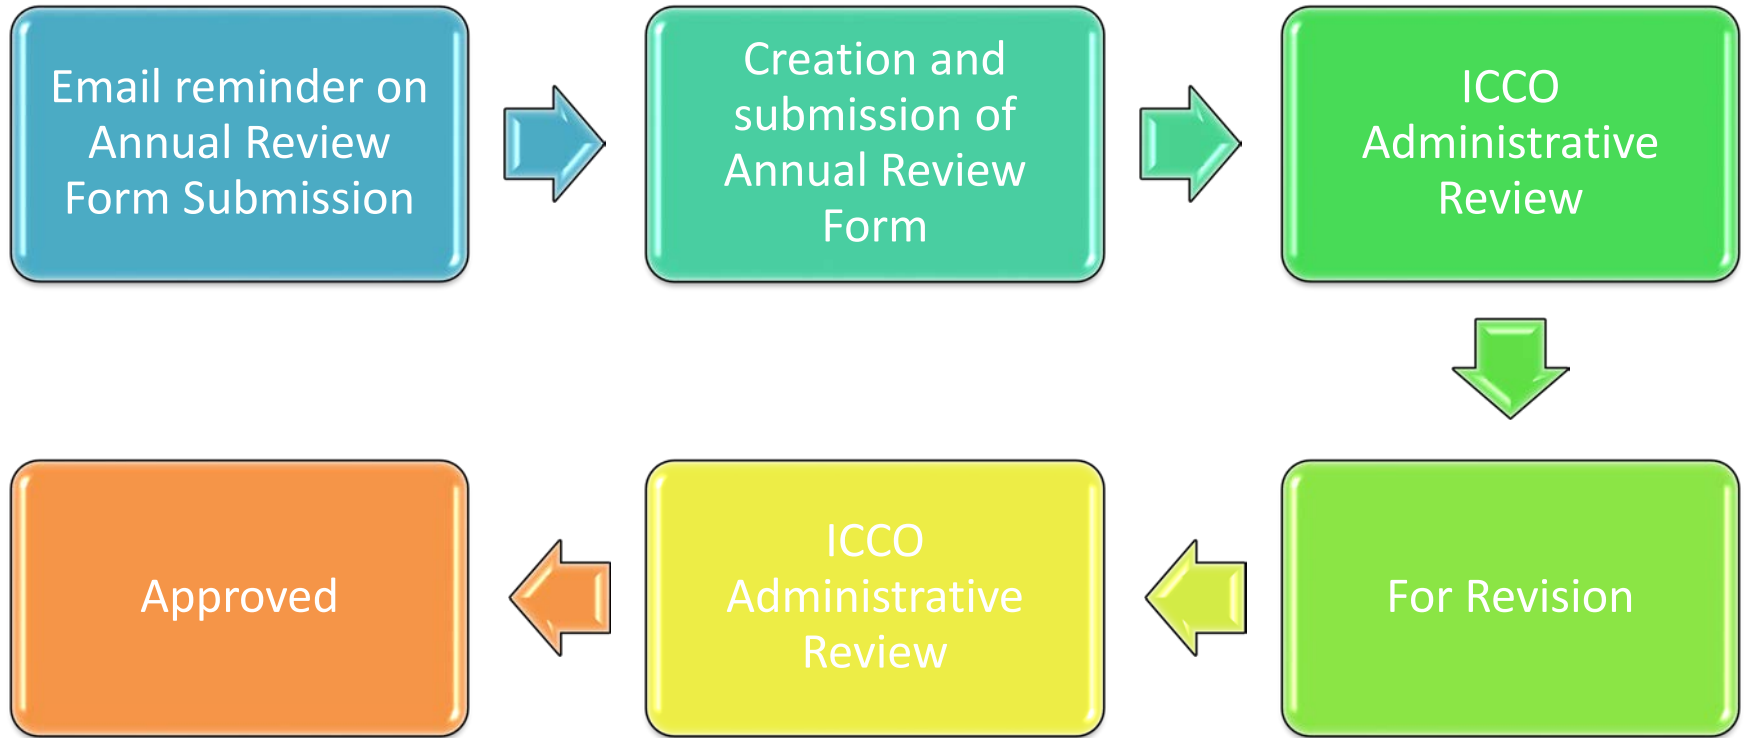 Email reminder on
Annual Review
Form Submission
Creation and
submission of
Annual Review
Form
ICCO
Administrative
Review
For Revision
ICCO
Administrative
Review
Approved